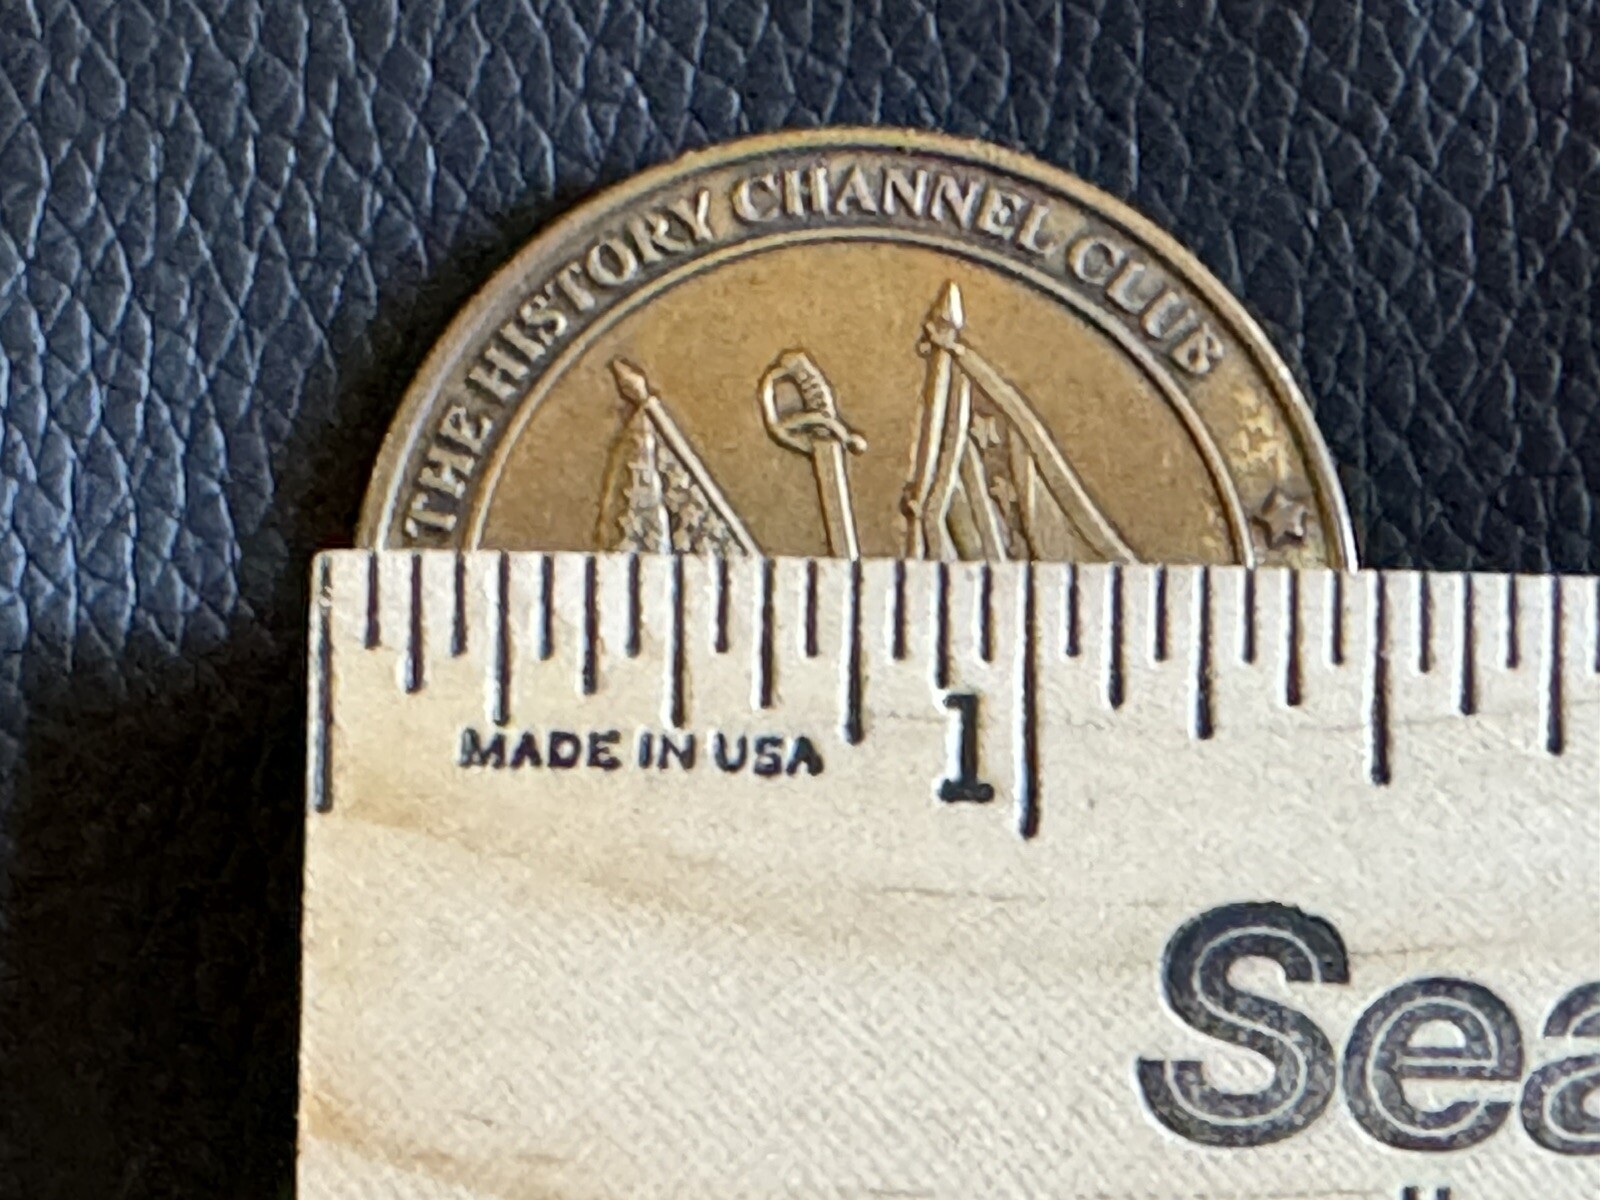 THE HISTORY CHANNEL CLUB
MADE IN USA
1
Sea